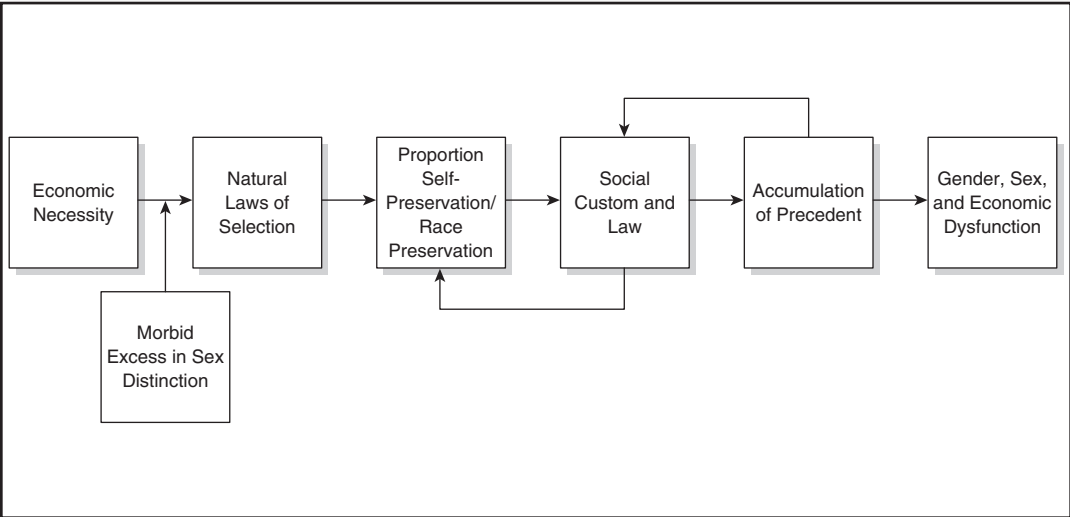 Economic
Necessity
Natural
Laws of
Selection
Proportion
Self-
Preservation/
Race
Preservation
Social
Custom and
Law
Accumulation
of Precedent
Gender, Sex,
and Economic
Dysfunction
Morbid
Excess in Sex
Distinction